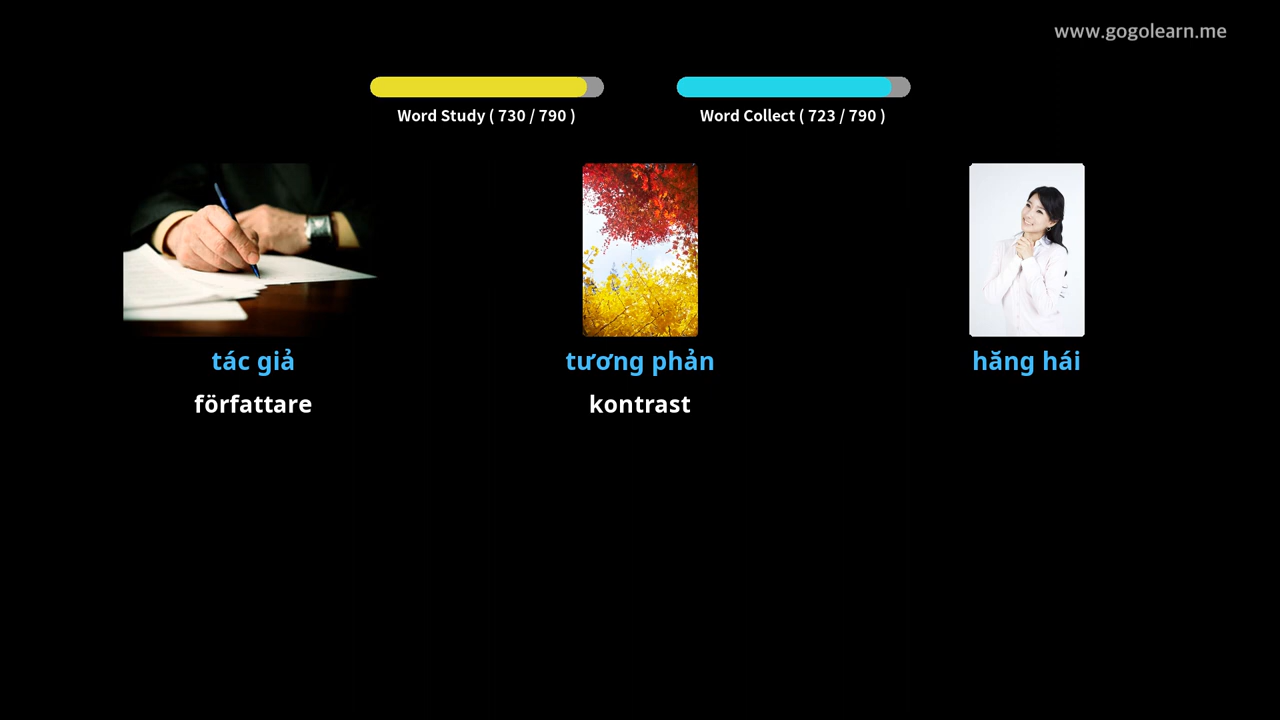 www.gogolearn.me
Word Study ( 730 / 790 )
Word Collect ( 723 / 790 )
tác giả
tương phản
hăng hái
författare
kontrast